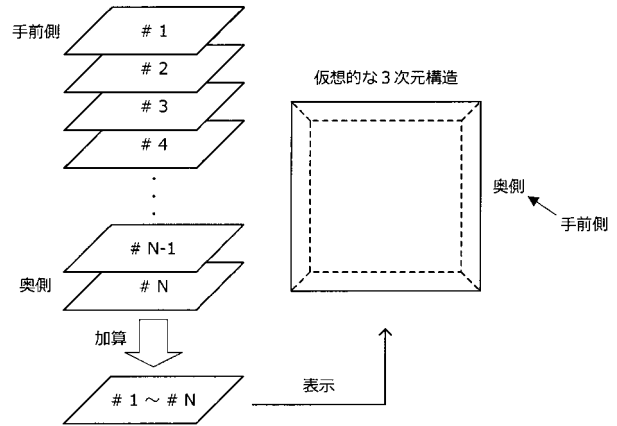 手前側
# 1
# 2
# 3
# 4
# N-1
奥側
# N
加算
# 1 ～ # N
表示
仮想的な3次元構造
奥側
手前側